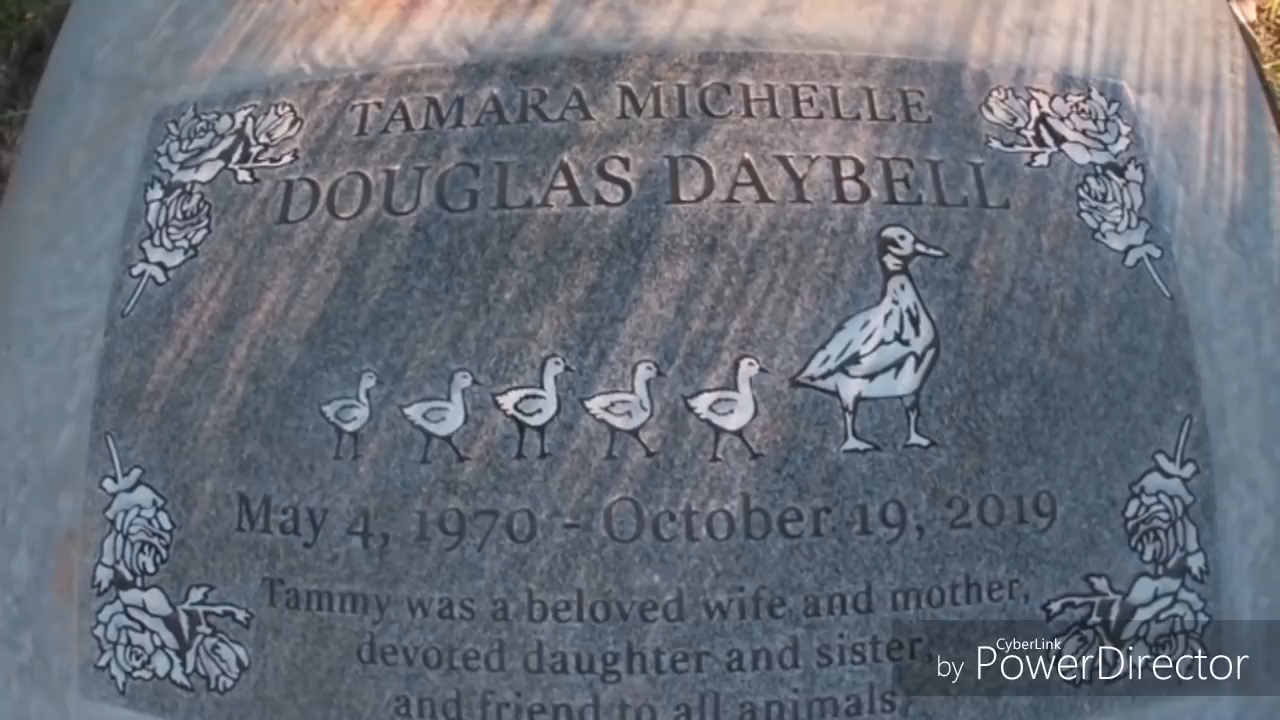 TAMARA MICHELLE
DOUGLAS DAYBELL
May 4, 1970 - October 19, 2019
Tammy was a beloved wife and mother,
devoted daughter and sister,
and friend to all animals.
CyberLink
by PowerDirector